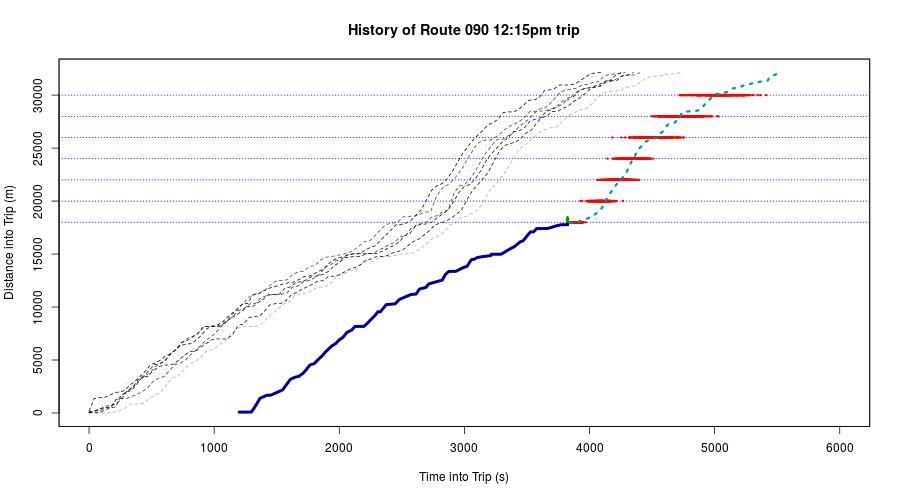 History of Route 090 12:15pm trip
Distance into Trip (m)
30000
25000
20000
15000
10000
5000
0
0 1000 2000 3000 4000 5000 6000
Time into Trip (s)